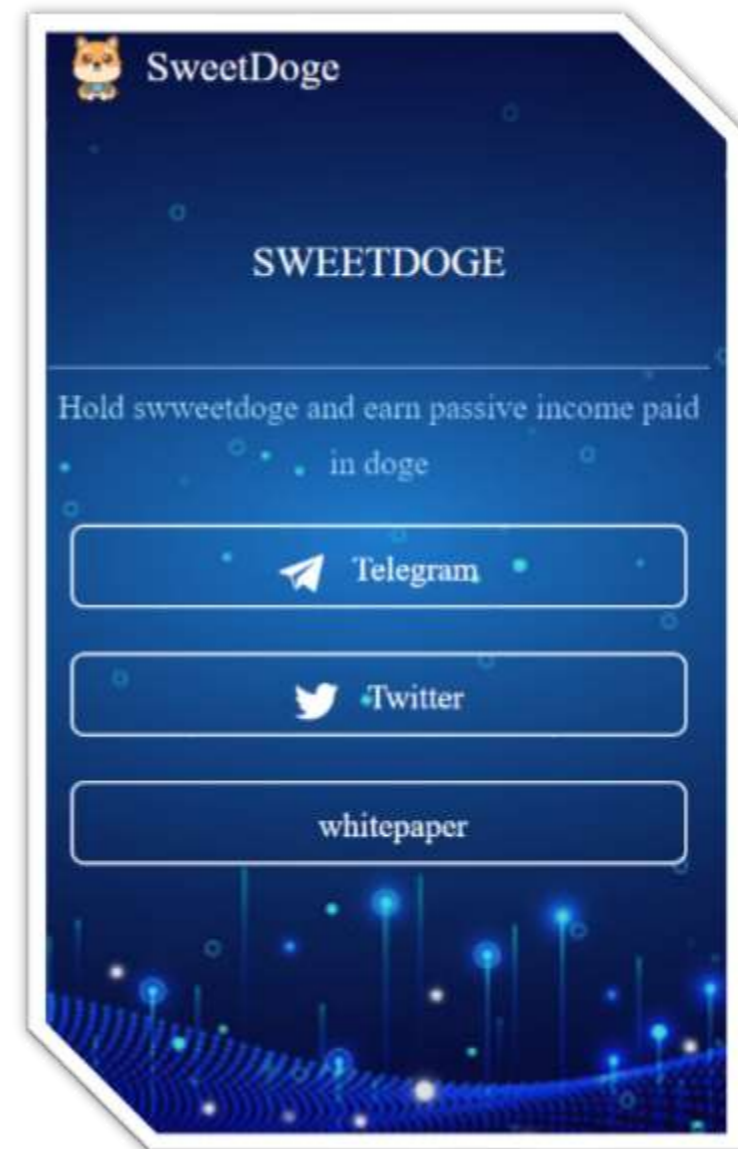 SweetDoge
SWEETDOGE
Hold swweetdoge and earn passive income paid
in doge
Telegram
Twitter
whitepaper